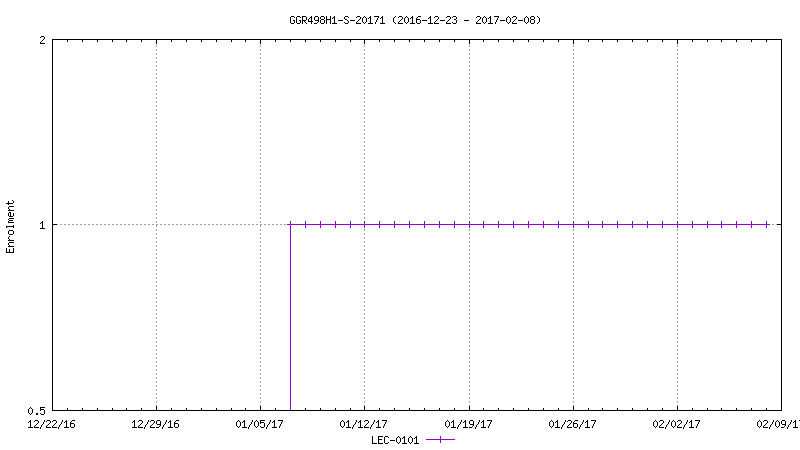 GGR498H1-S-20171 (2016-12-23 - 2017-02-08)
2
1
0.5
Enrolment
12/22/16 12/29/16 01/05/17 01/12/17 01/19/17 01/26/17 02/02/17 02/09/1
LEC-0101